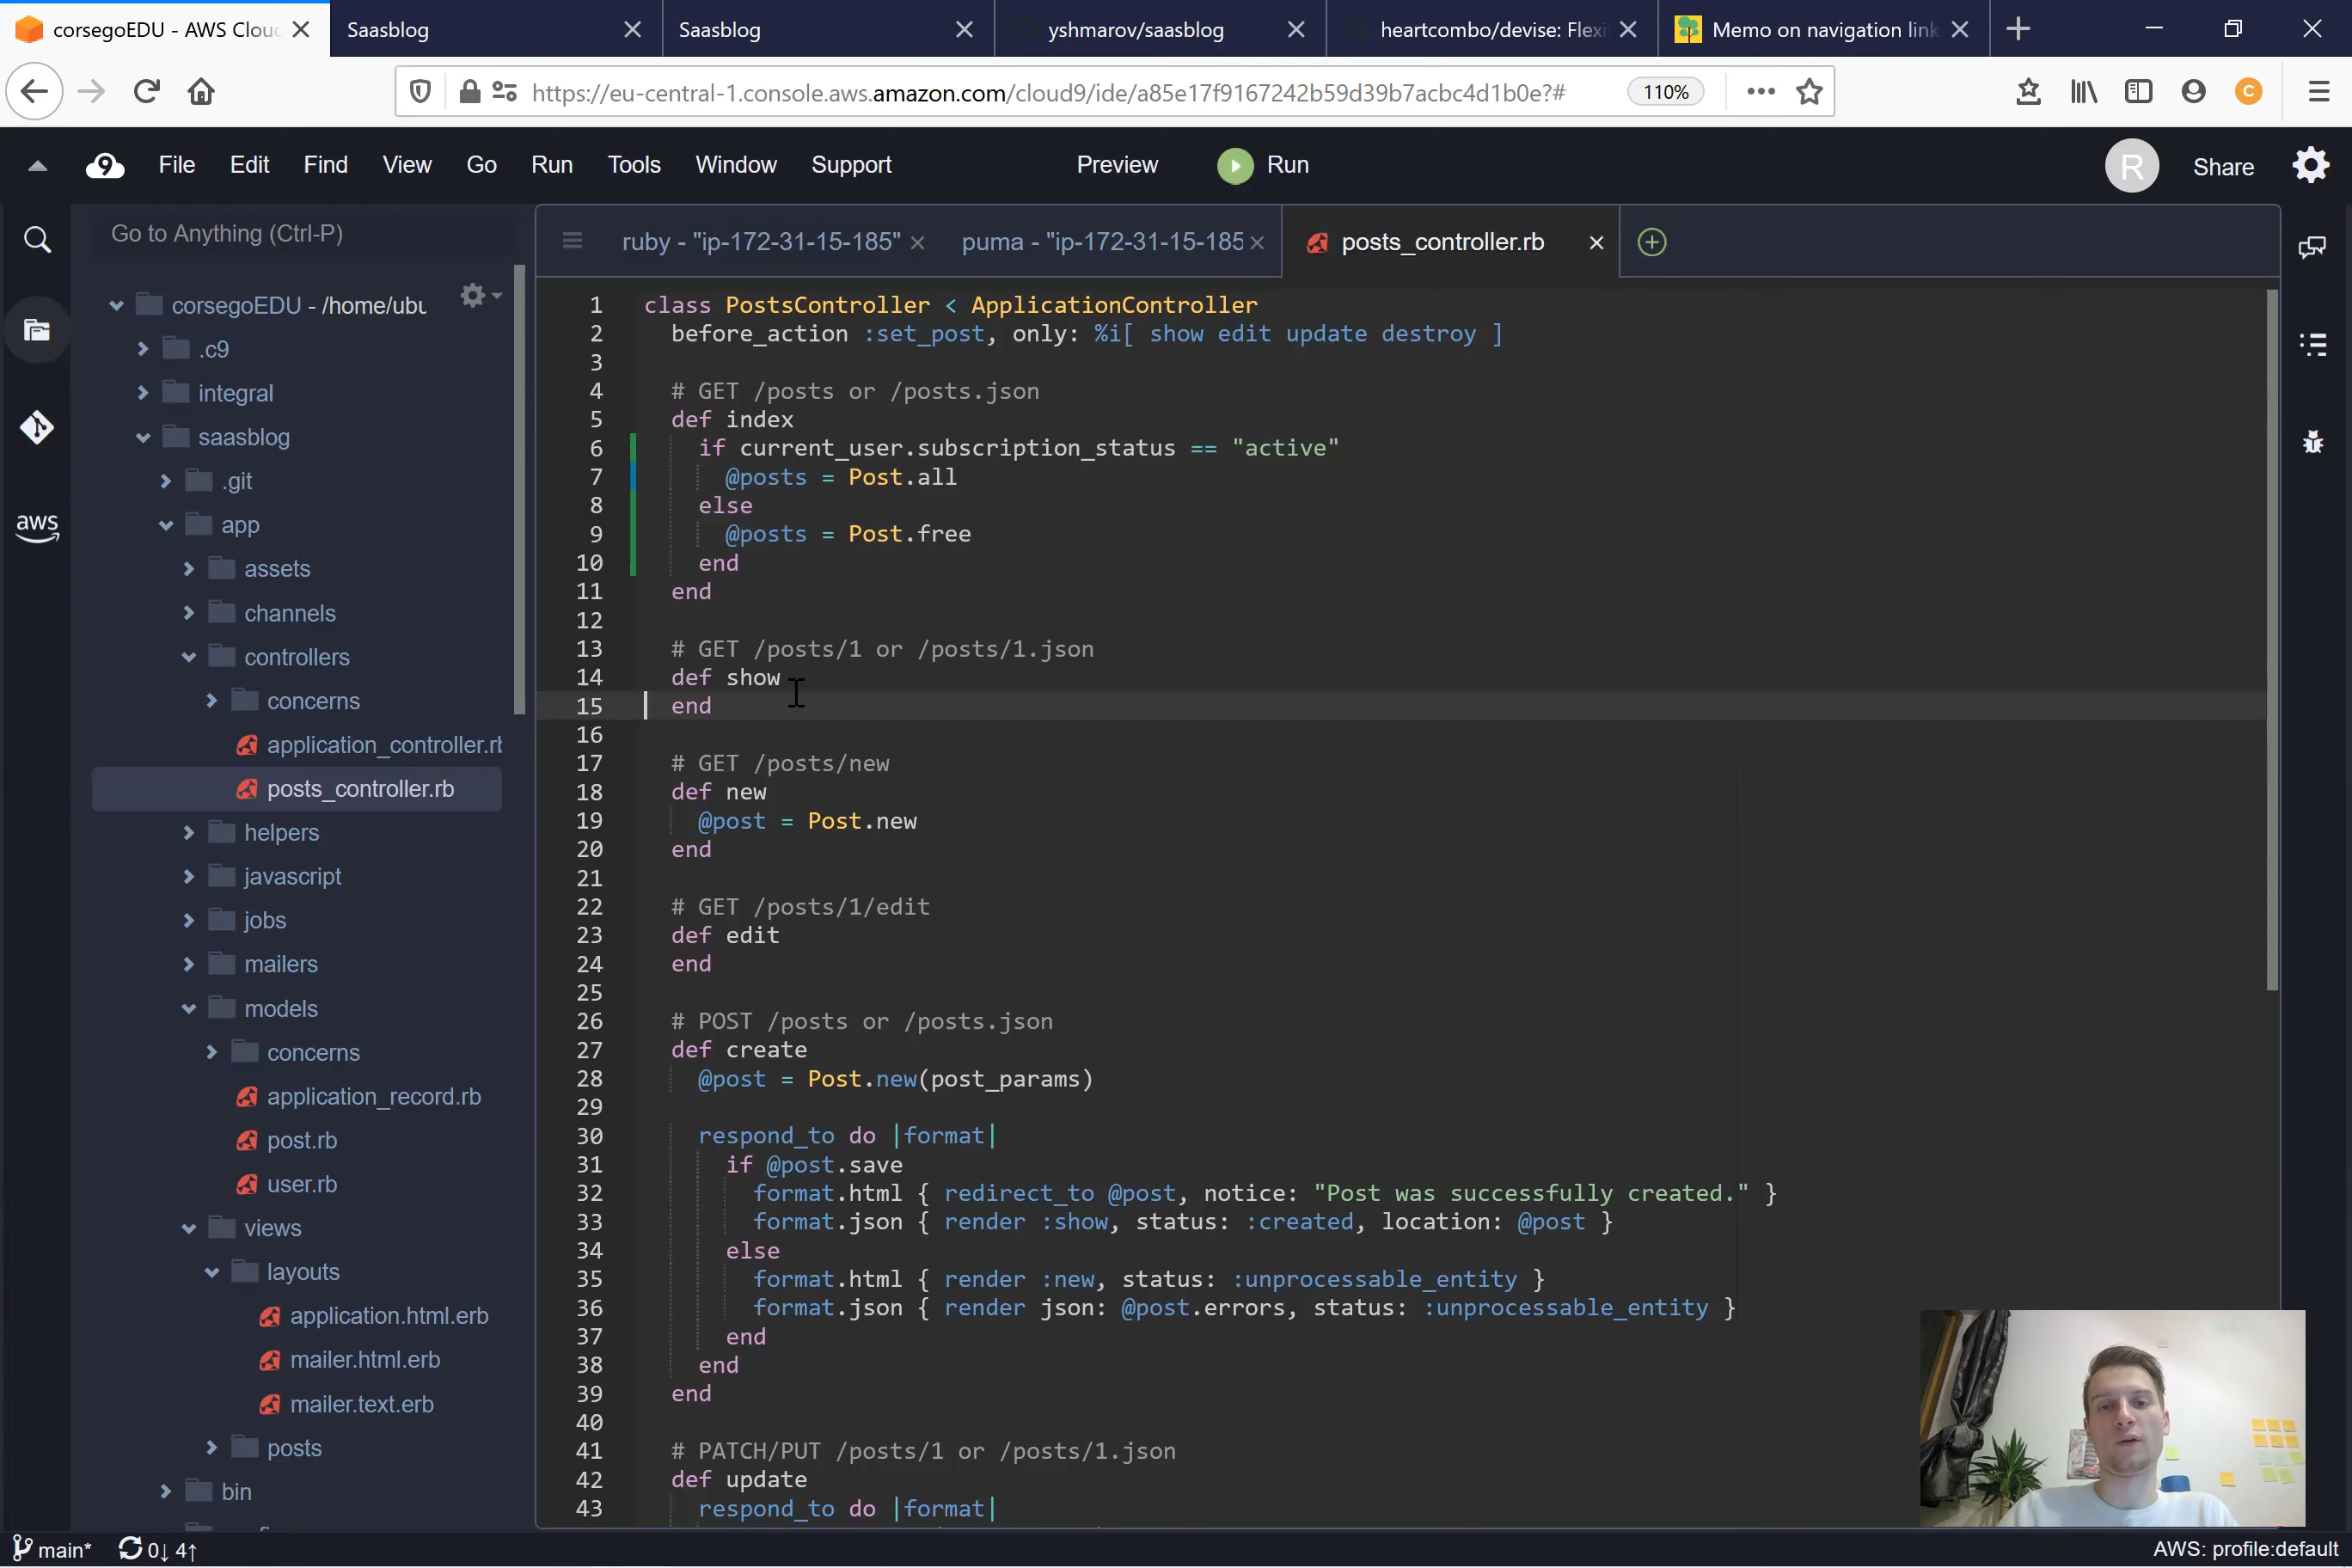 corsegoEDU - AWS Clou
Saasblog
Saasblog
yshmarov/saasblog
heartcombo/devise: Flexi
Memo on navigation link
https://eu-central-1.console.aws.amazon.com/cloud9/ide/a85e17f9167242b59d39b7acbc4d1b0e?#
110%
C
9
File
Edit
Find
View
Go
Run
Tools
Window
Support
Preview
Run
R
Share
Go to Anything (Ctrl-P)
ruby - "ip-172-31-15-185"
puma - "ip-172-31-15-185
posts_controller.rb
aws
corsegoEDU - /home/ubu
.c9
integral
saasblog
.git
app
assets
channels
controllers
concerns
application_controller.rb
posts_controller.rb
helpers
javascript
jobs
mailers
models
concerns
application_record.rb
post.rb
user.rb
views
layouts
application.html.erb
mailer.html.erb
mailer.text.erb
posts
bin
1 class PostsController < ApplicationController
2 before_action :set_post, only: %i[ show edit update destroy ]
3
4 # GET /posts or /posts.json
5 def index
6 if current_user.subscription_status == "active"
7 @posts = Post.all
8 else
9 @posts = Post.free
10 end
11 end
12
13 # GET /posts/1 or /posts/1.json
14 def show
15 end
16
17 # GET /posts/new
18 def new
19 @post = Post.new
20 end
21
22 # GET /posts/1/edit
23 def edit
24 end
25
26 # POST /posts or /posts.json
27 def create
28 @post = Post.new(post_params)
29
30 respond_to do |format|
31 if @post.save
32 format.html { redirect_to @post, notice: "Post was successfully created." }
33 format.json { render :show, status: :created, location: @post }
34 else
35 format.html { render :new, status: :unprocessable_entity }
36 format.json { render json: @post.errors, status: :unprocessable_entity }
37 end
38 end
39 end
40
41 # PATCH/PUT /posts/1 or /posts/1.json
42 def update
43 respond_to do |format|
main*
0↓ 4↑
AWS: profile:default